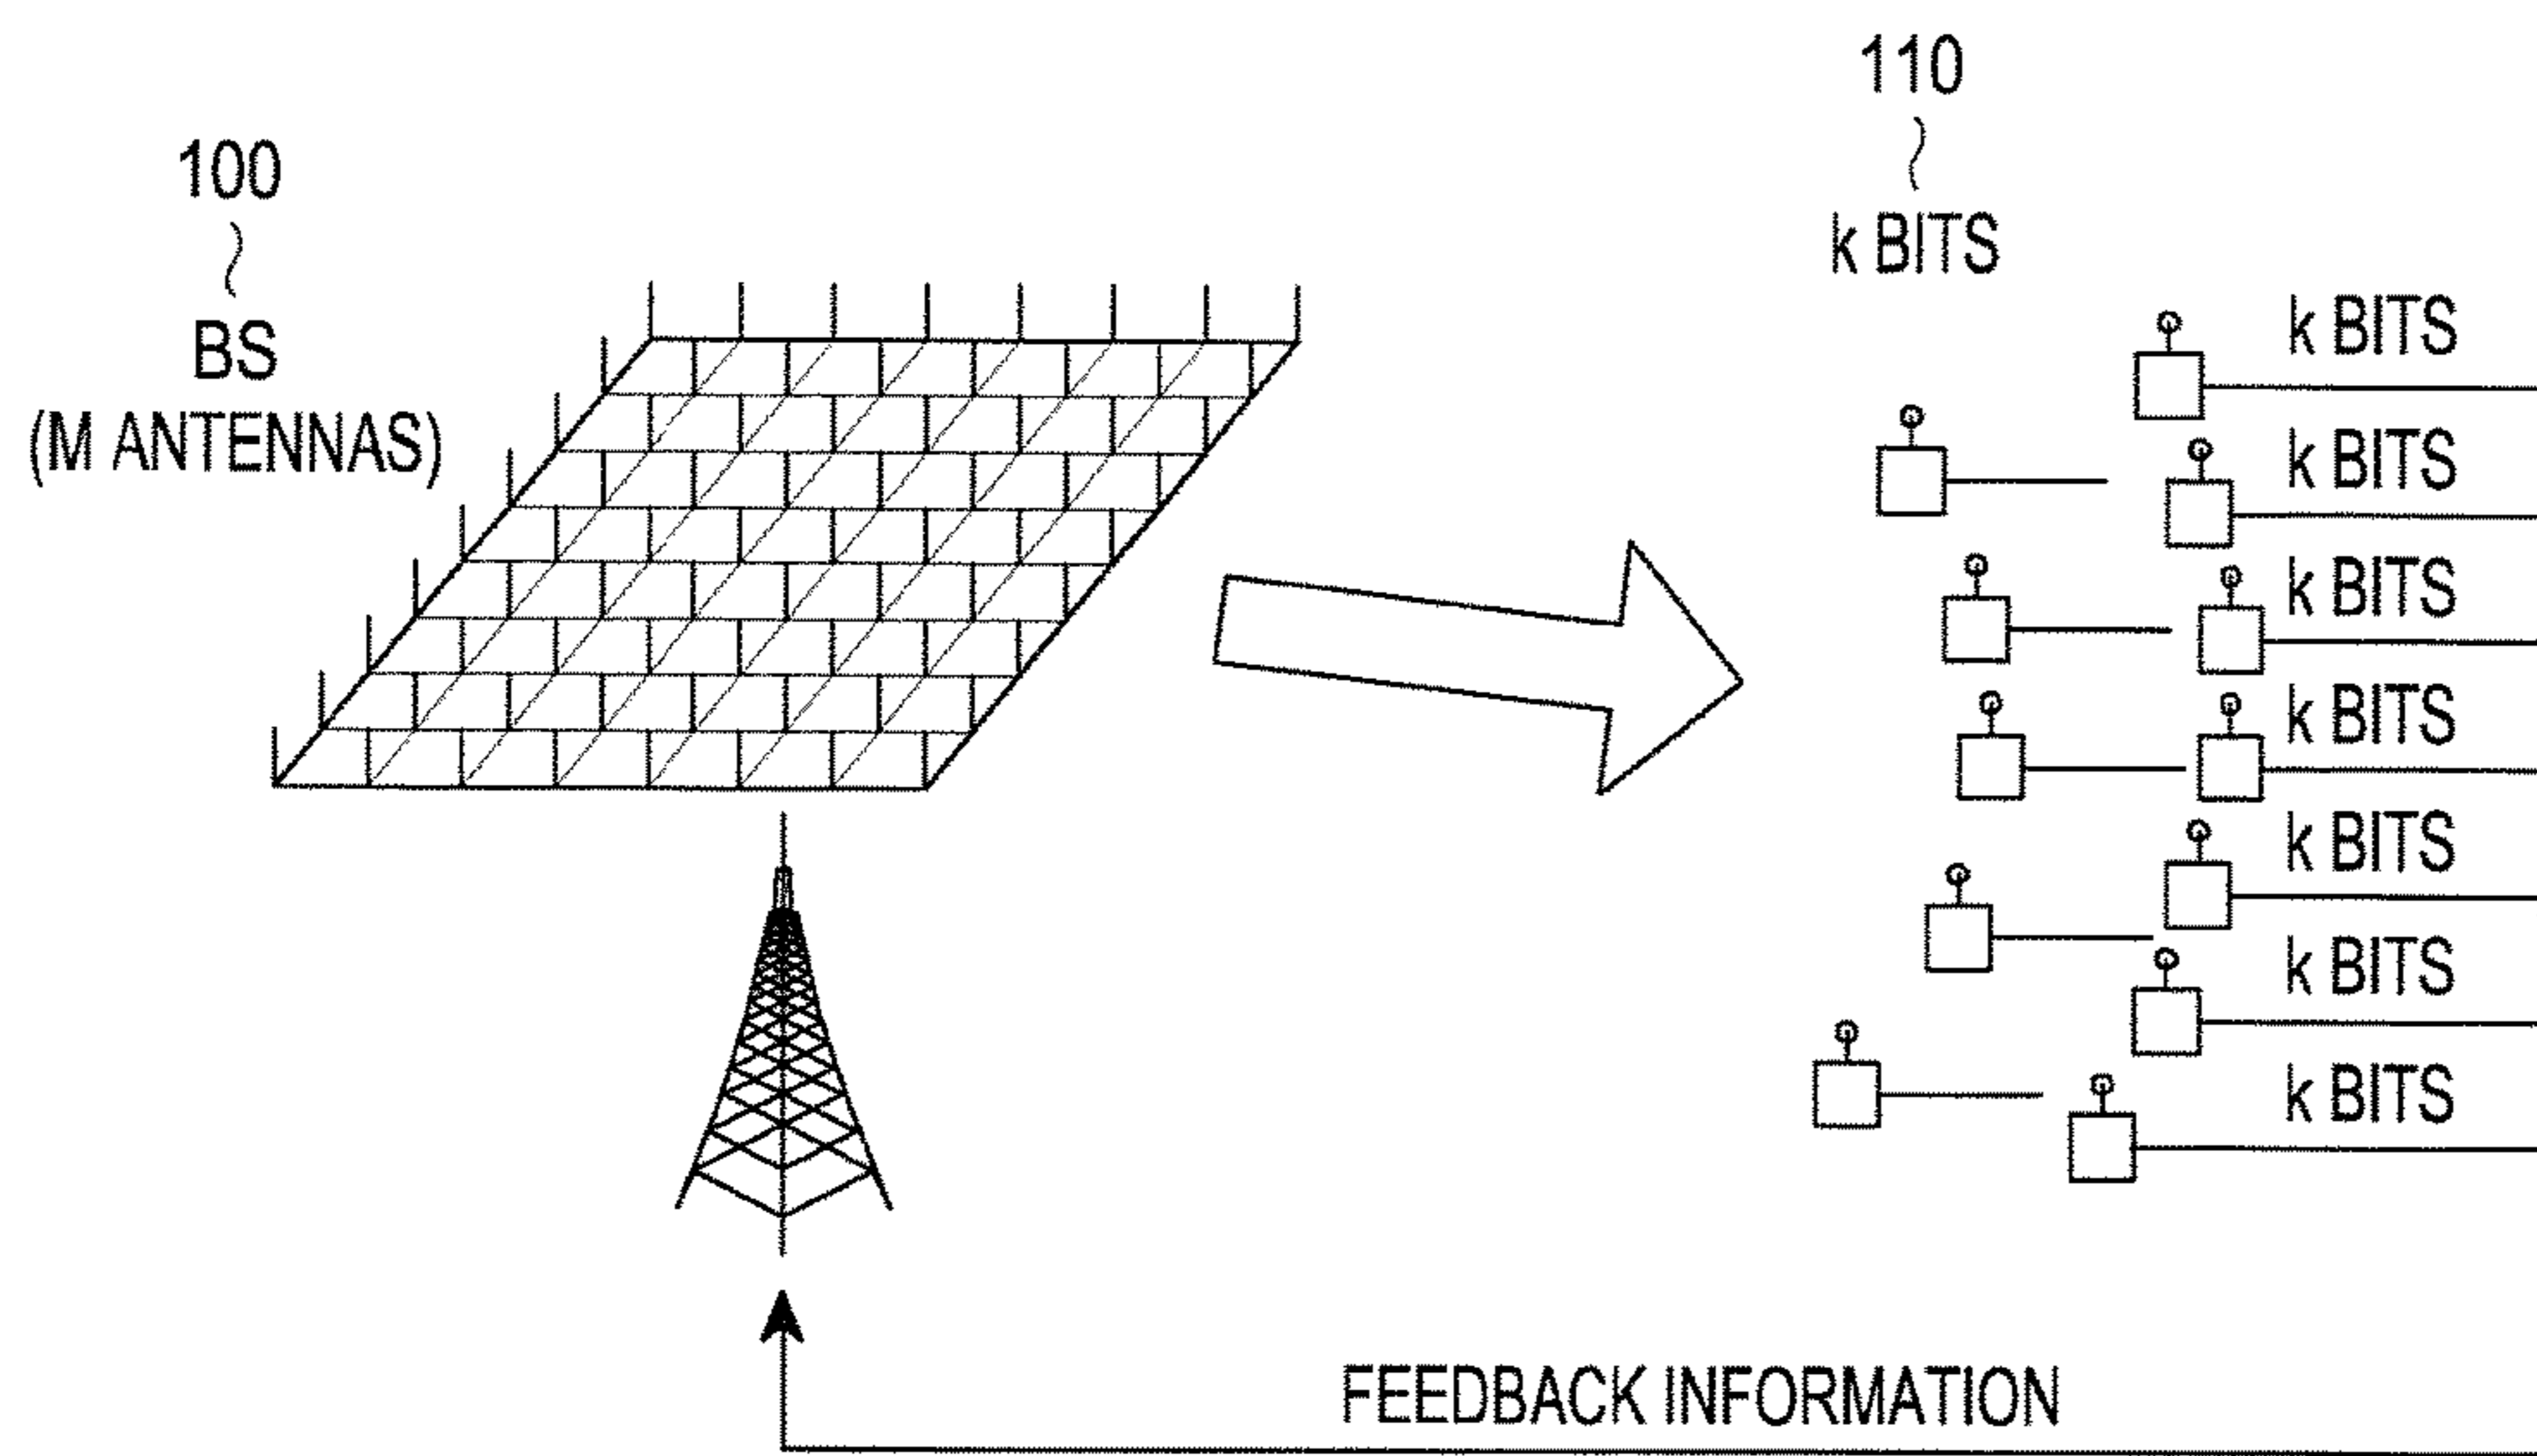 100
BS
(M ANTENNAS)
110
k BITS
k BITS
k BITS
k BITS
k BITS
k BITS
k BITS
k BITS
FEEDBACK INFORMATION